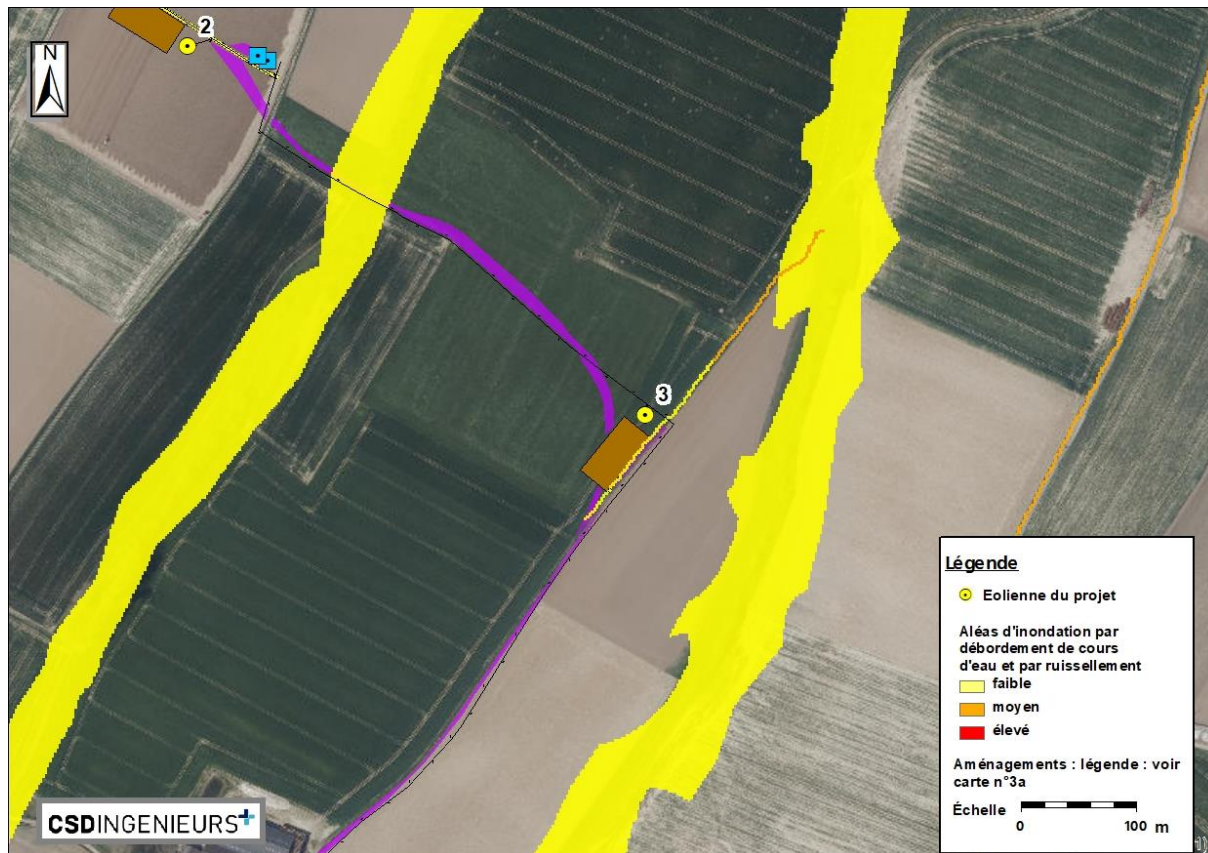 2
N
3
Légende
Eolienne du projet
Aléas d'inondation par
débordement de cours
d'eau et par ruissellement
faible
moyen
élevé
Aménagements : légende : voir
carte n°3a
Échelle
0 100 m
CSDINGENIEURS+